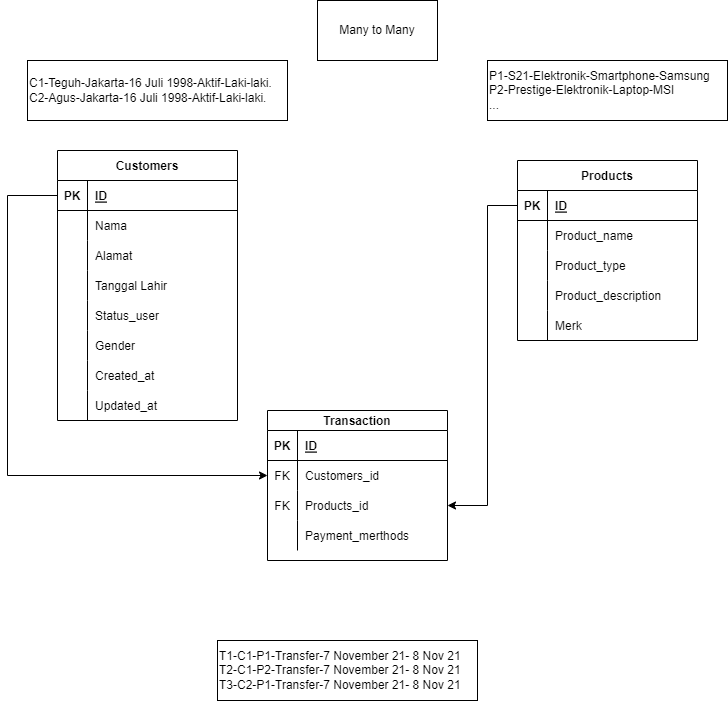 Many to Many
C1-Teguh-Jakarta-16 Juli 1998-Aktif-Laki-laki.
C2-Agus-Jakarta-16 Juli 1998-Aktif-Laki-laki.
P1-S21-Elektronik-Smartphone-Samsung
P2-Prestige-Elektronik-Laptop-MSI
...
Customers
PK ID
Nama
Alamat
Tanggal Lahir
Status_user
Gender
Created_at
Updated_at
Products
PK ID
Product_name
Product_type
Product_description
Merk
Transaction
PK ID
FK Customers_id
FK Products_id
Payment_merthods
T1-C1-P1-Transfer-7 November 21- 8 Nov 21
T2-C1-P2-Transfer-7 November 21- 8 Nov 21
T3-C2-P1-Transfer-7 November 21- 8 Nov 21